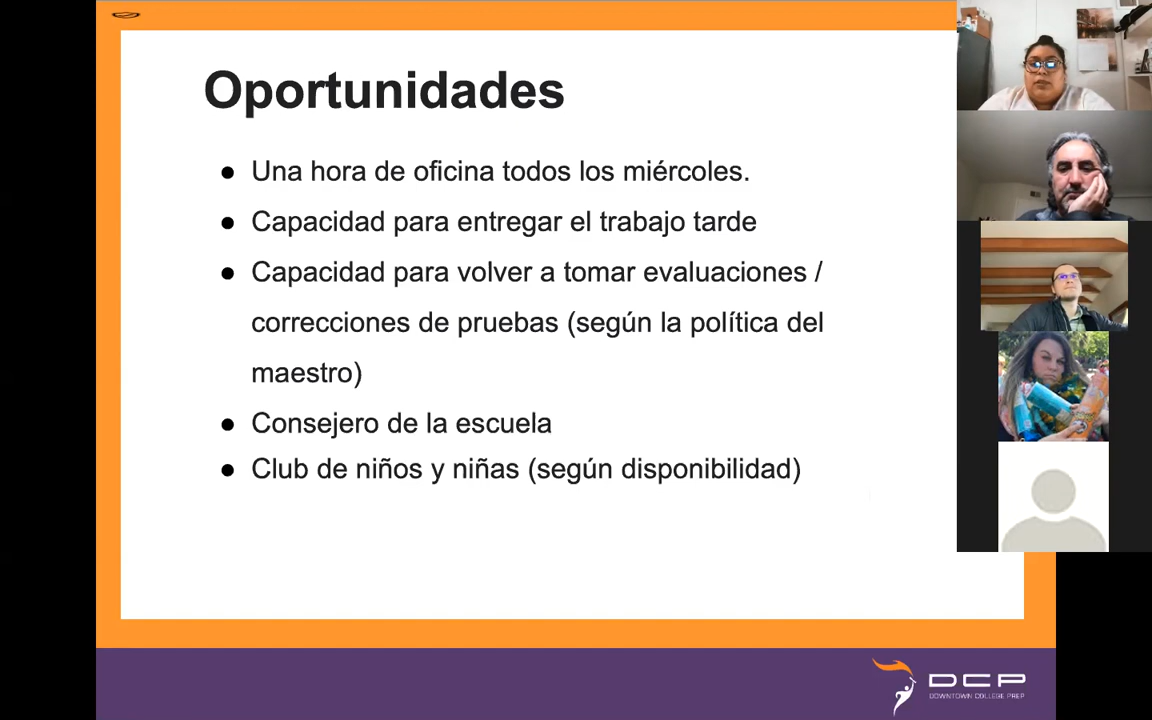 Oportunidades
● Una hora de oficina todos los miércoles.
● Capacidad para entregar el trabajo tarde
● Capacidad para volver a tomar evaluaciones /
correcciones de pruebas (según la política del
maestro)
● Consejero de la escuela
● Club de niños y niñas (según disponibilidad)
DCP
DOWNTOWN COLLEGE PREP